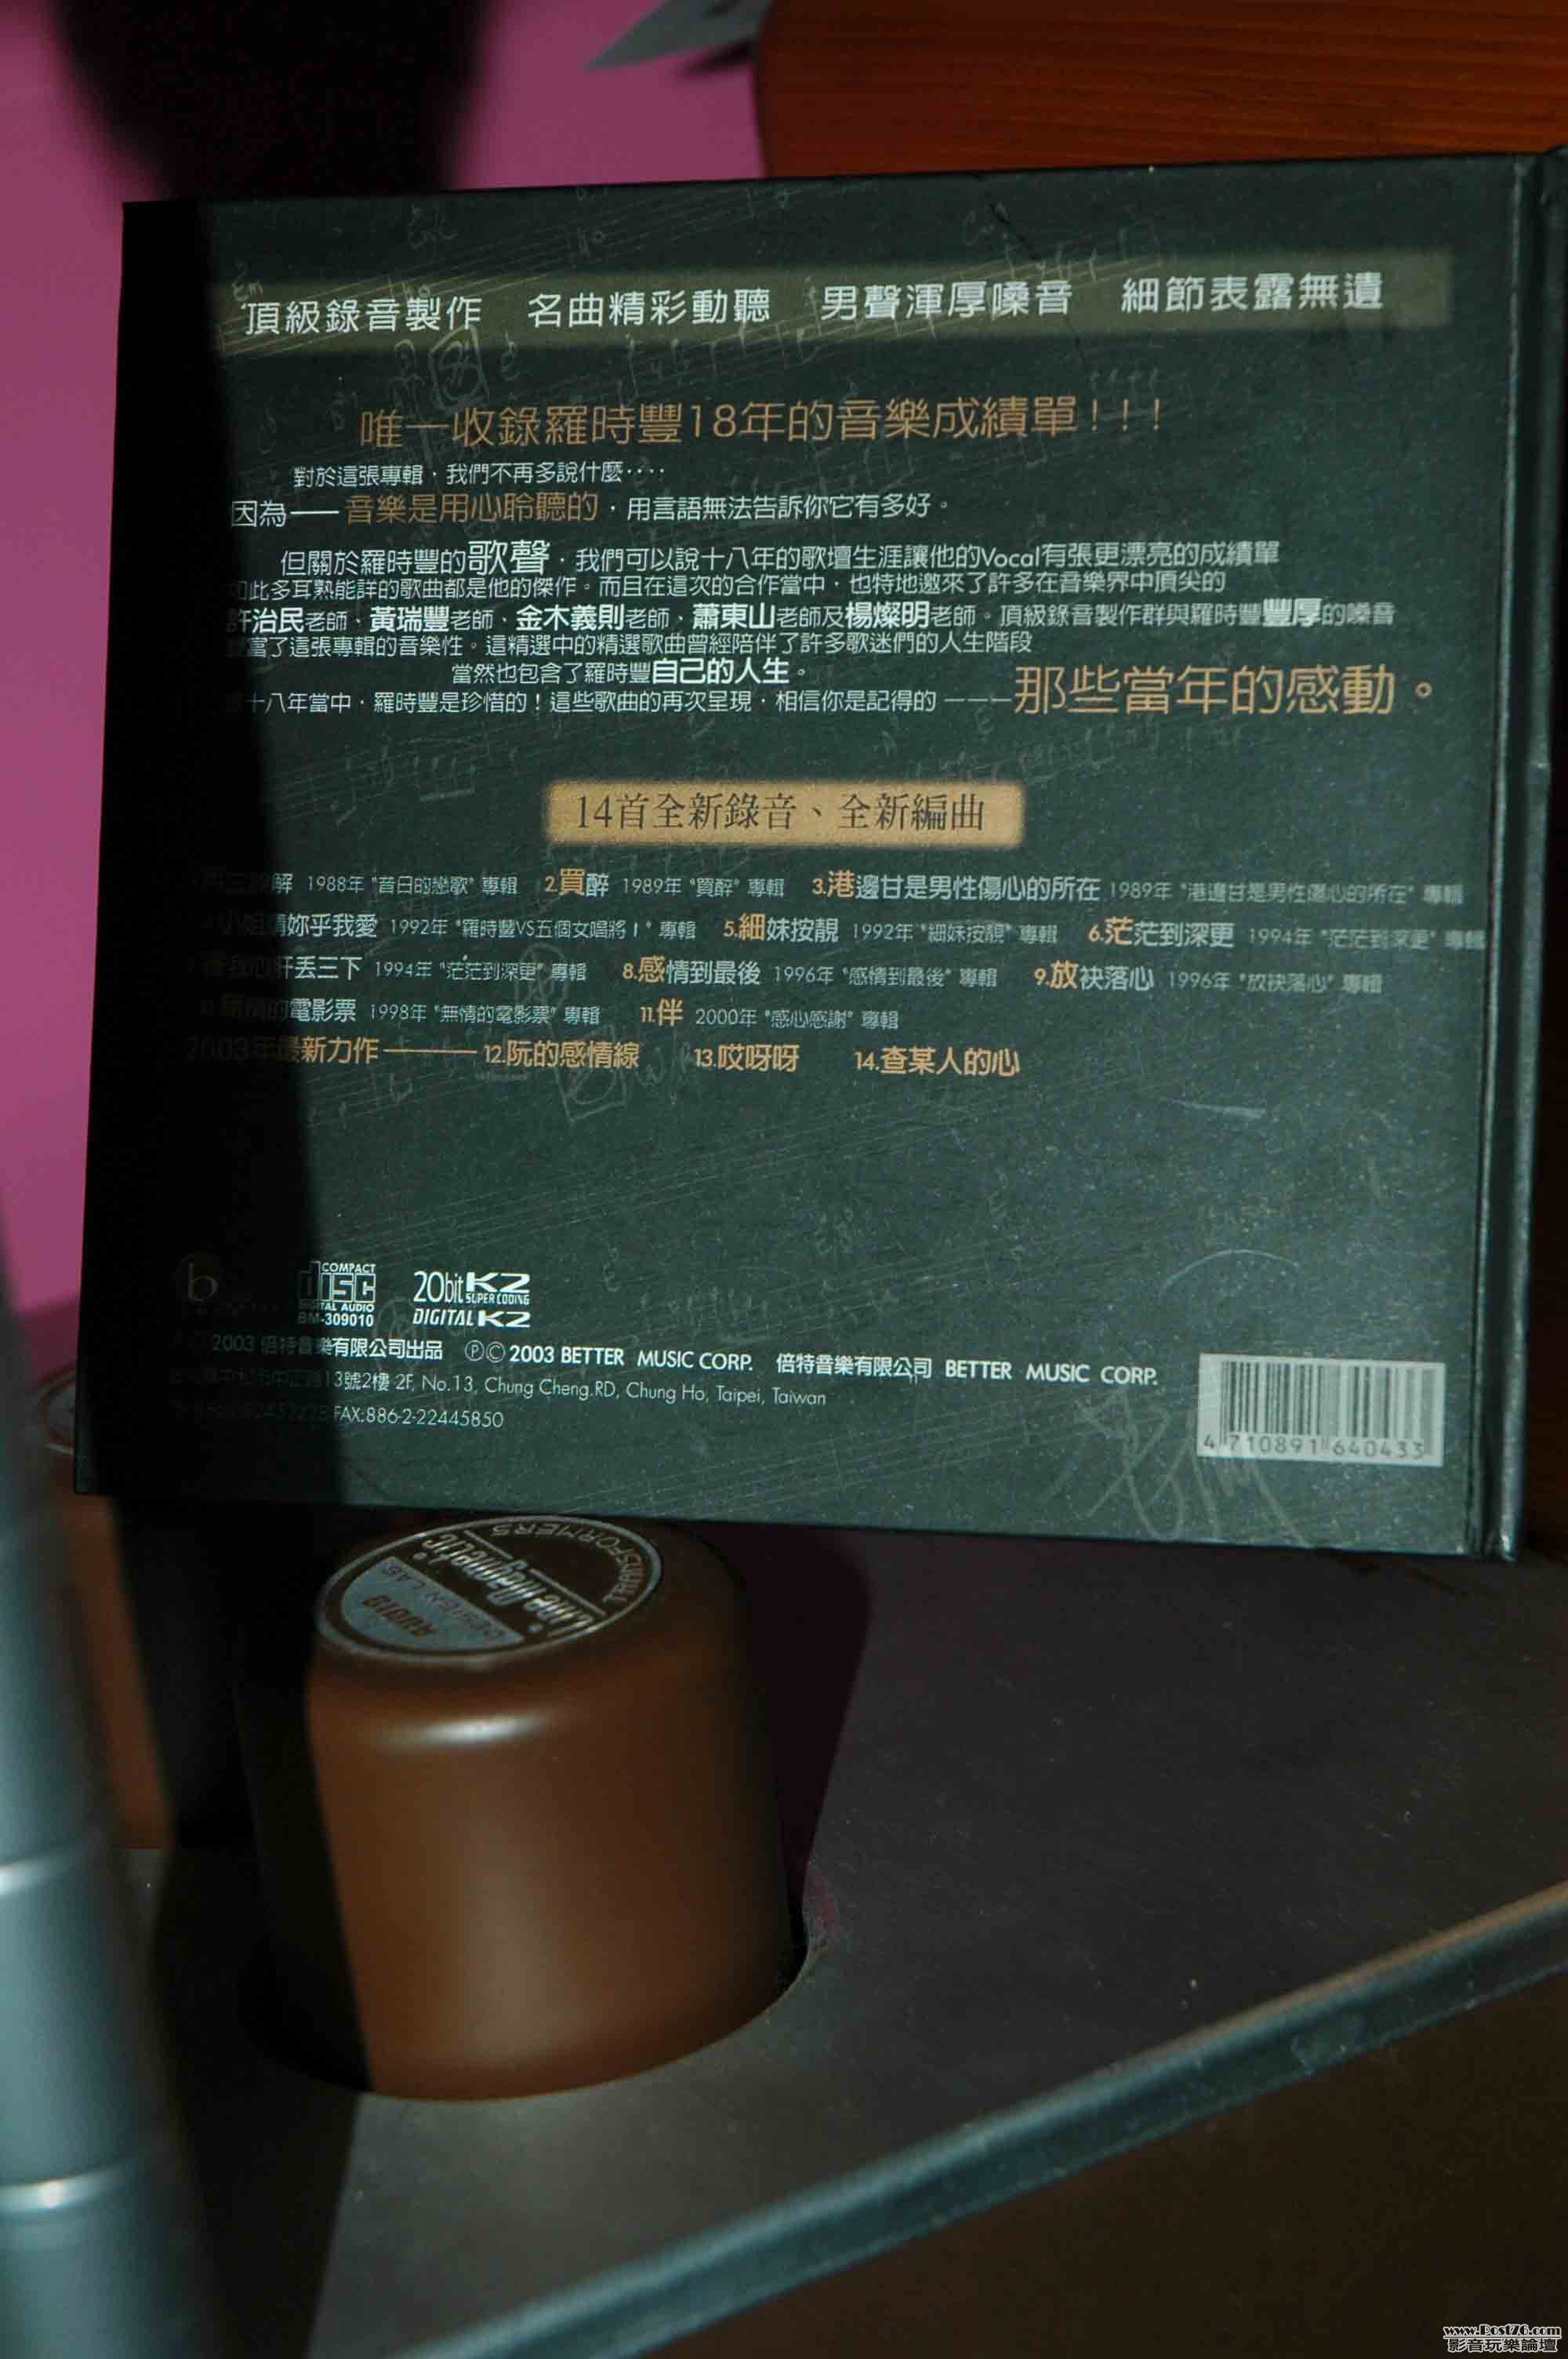 頂級錄音製作 名曲精彩動聽 男聲渾厚嗓音 細節表露無遺
唯一收錄羅時豐18年的音樂成績單!!!
對於這張專輯，我們不再多說什麼‥‥
因為——音樂是用心聆聽的，用言語無法告訴你它有多好。
但關於羅時豐的歌聲，我們可以說十八年的歌壇生涯讓他的Vocal有張更漂亮的成績單
如此多耳熟能詳的歌曲都是他的傑作。而且在這次的合作當中，也特地邀來了許多在音樂界中頂尖的
許治民老師、黃瑞豐老師、金木義則老師、蕭東山老師及楊燦明老師。頂級錄音製作群與羅時豐豐厚的嗓音
豐富了這張專輯的音樂性。這精選中的精選歌曲曾經陪伴了許多歌迷們的人生階段
當然也包含了羅時豐自己的人生。
十八年當中，羅時豐是珍惜的！這些歌曲的再次呈現，相信你是記得的———那些當年的感動。
14首全新錄音、全新編曲
解 1988年 "昔日的戀歌" 專輯 2.買醉 1989年 "買醉" 專輯 3.港邊甘是男性傷心的所在 1989年 "港邊甘是男性傷心的所在" 專輯
妳乎我愛 1992年 "羅時豐VS五個女唱將！" 專輯 5.細妹按靚 1992年 "細妹按靚" 專輯 6.茫茫到深更 1994年 "茫茫到深更" 專輯
肝丟三下 1994年 "茫茫到深更" 專輯 8.感情到最後 1996年 "感情到最後" 專輯 9.放袂落心 1996年 "放袂落心" 專輯
無情的電影票 1998年 "無情的電影票" 專輯 11.伴 2000年 "感心感謝" 專輯
2003年最新力作———12.阮的感情線 13.哎呀呀 14.查某人的心
b COMPACT disc DIGITAL AUDIO BM-309010
20bit K2 SUPER CODING DIGITAL K2
2003 倍特音樂有限公司出品 ℗© 2003 BETTER MUSIC CORP. 倍特音樂有限公司 BETTER MUSIC CORP.
13號2樓 2F, No.13, Chung Cheng.RD, Chung Ho, Taipei, Taiwan
FAX:886-2-22445850
4 710891 640433
Line Magnetic
TRANSFORMERS
AUDIO
DESIGN LAB
www.Post76.com
影音玩樂論壇